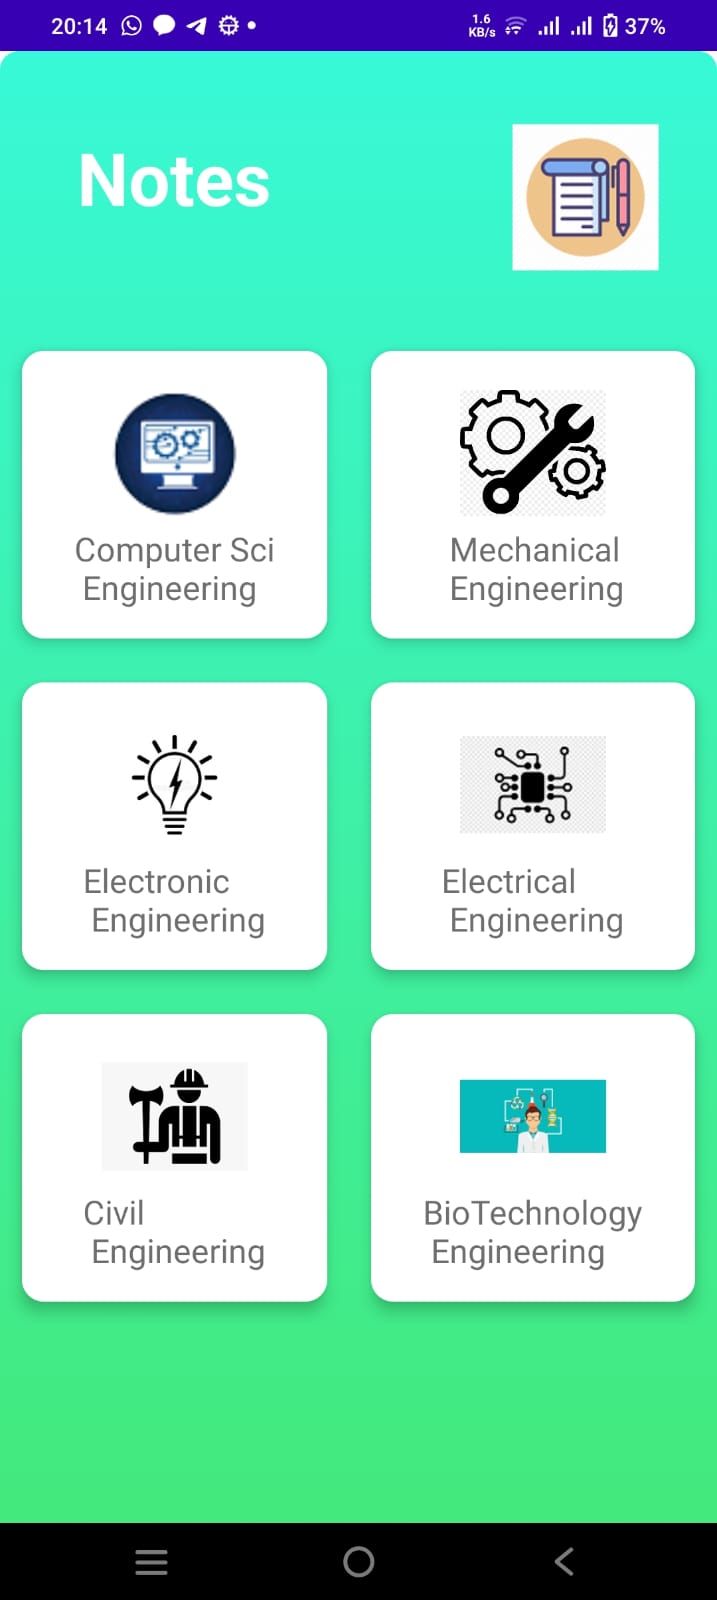 20:14
1.6
KB/s
37%
Notes
Computer Sci
Engineering
Mechanical
Engineering
Electronic
Engineering
Electrical
Engineering
Civil
Engineering
BioTechnology
Engineering